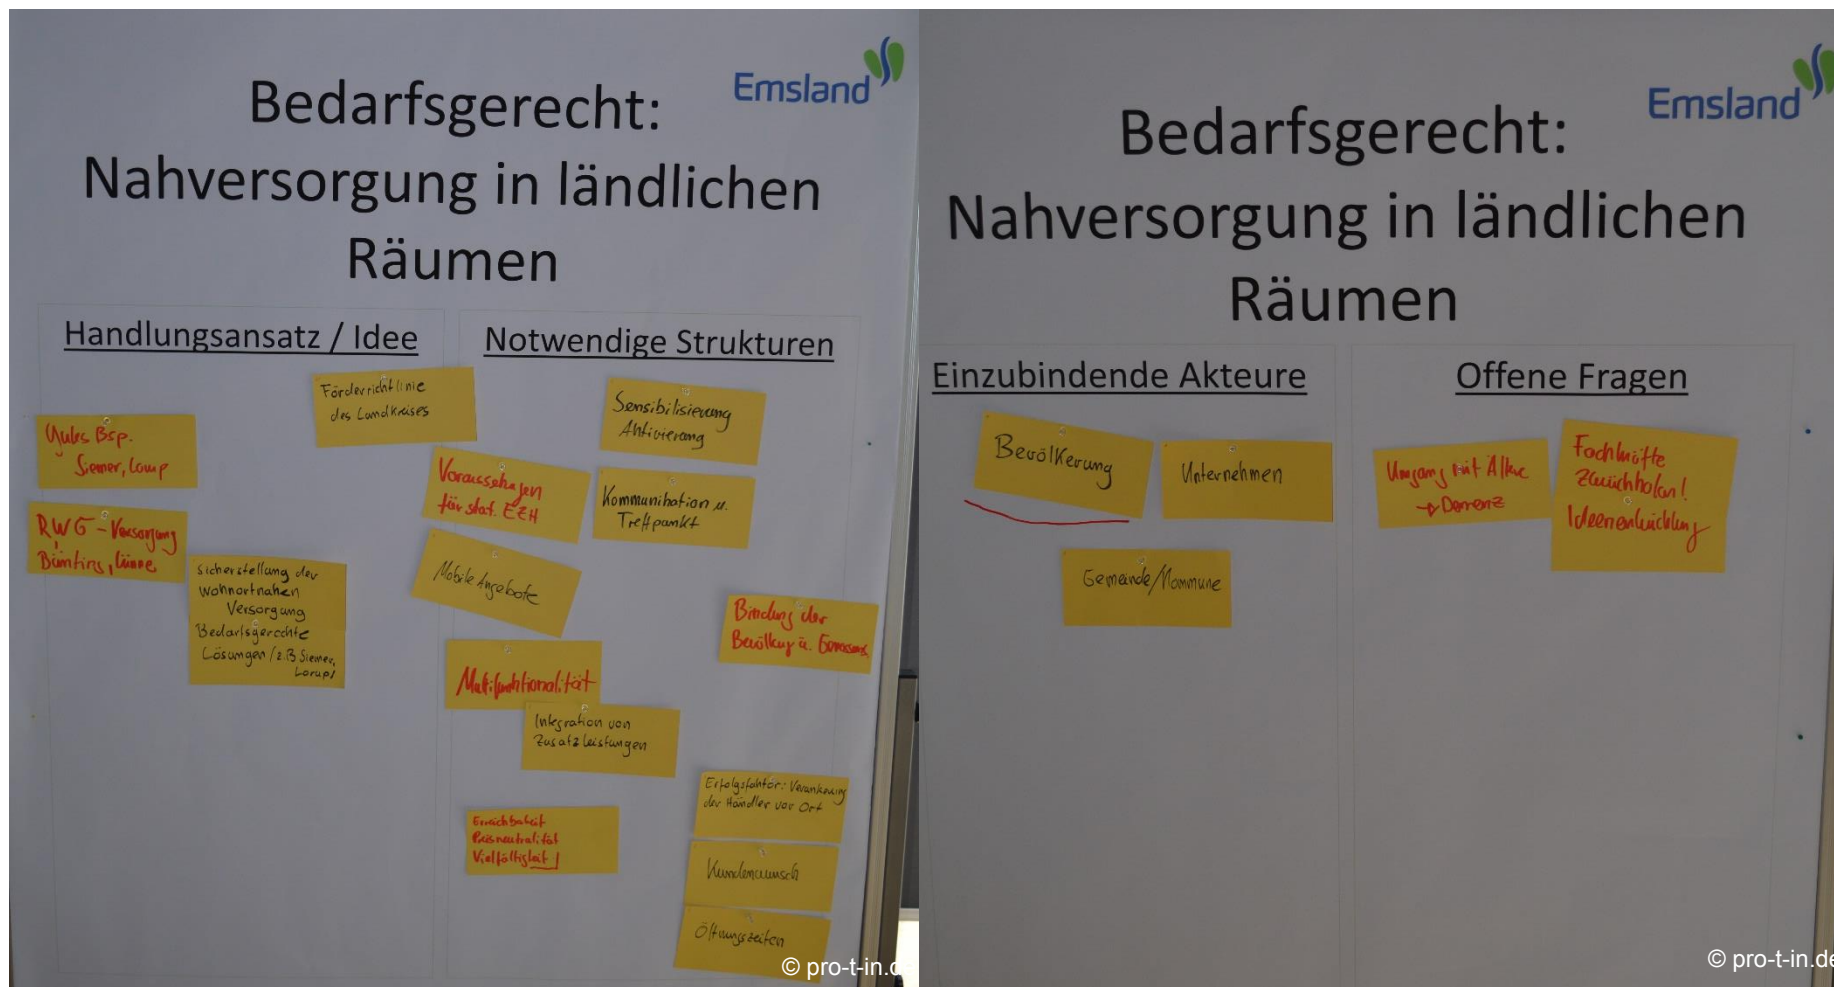 Emsland
Bedarfsgerecht:
Nahversorgung in ländlichen
Räumen
Handlungsansatz / Idee
Förderrichtlinie
des Landkreises
Gutes Bsp.
Siemer, Lorup
RWG - Versorgung
Lünne
Sicherstellung der
wohnortnahen
Versorgung
Bedarfsgerechte
Lösungen /z.B Siemer,
Lorup/
Notwendige Strukturen
Sensibilisierung
Aktivierung
Voraussetzungen
für stat. EZH
Kommunikation u.
Treffpunkt
Mobile Angebote
Bindung der
Bevölkerung ü.
Multifunktionalität
Integration von
Zusatzleistungen
Erfolgsfaktor: Verankerung
der Händler vor Ort
Erreichbarkeit
Preisneutralität
Vielfältigkeit!
Kundenwunsch
Öffnungszeiten
© pro-t-in.de
Emsland
Bedarfsgerecht:
Nahversorgung in ländlichen
Räumen
Einzubindende Akteure
Bevölkerung
Unternehmen
Gemeinde/Kommune
Offene Fragen
Umgang mit Ältere
→ Demenz
Fachkräfte
Zurückholen!
Ideenentwicklung
© pro-t-in.de